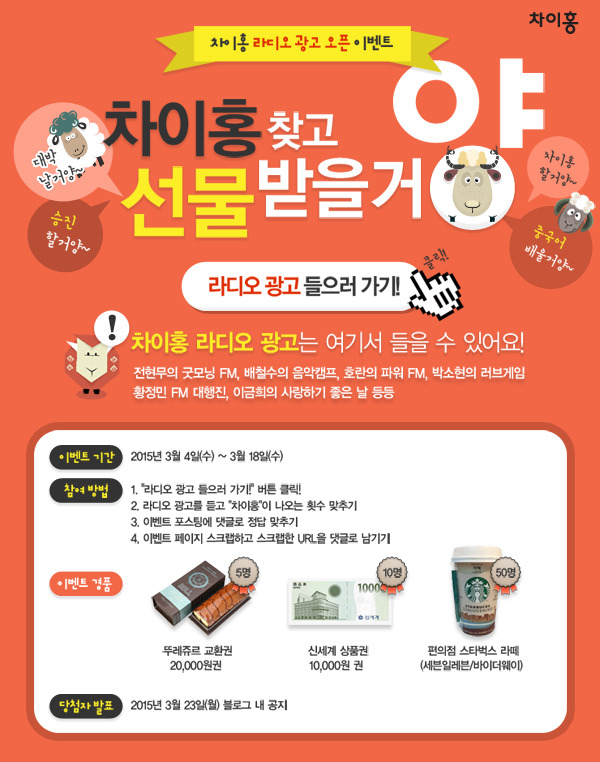 차이홍
차이홍 라디오 광고 오픈 이벤트
차이홍 찾고
선물 받을거야
대박
날거양~
승진
할거양~
차이홍
할거양~
중국어
배울거양~
라디오 광고 들으러 가기!
클릭!
!
차이홍 라디오 광고는 여기서 들을 수 있어요!
전현무의 굿모닝 FM, 배철수의 음악캠프, 호란의 파워 FM, 박소현의 러브게임
황정민 FM 대행진, 이금희의 사랑하기 좋은 날 등등
이벤트 기간
2015년 3월 4일(수) ~ 3월 18일(수)
참여 방법
1. "라디오 광고 들으러 가기!" 버튼 클릭!
2. 라디오 광고를 듣고 "차이홍"이 나오는 횟수 맞추기
3. 이벤트 포스팅에 댓글로 정답 맞추기
4. 이벤트 페이지 스크랩하고 스크랩한 URL을 댓글로 남기기
이벤트 경품
5명
10명
50명
1000
신세계
뚜레쥬르 교환권
20,000원권
신세계 상품권
10,000원 권
편의점 스타벅스 라떼
(세븐일레븐/바이더웨이)
당첨자 발표
2015년 3월 23일(월) 블로그 내 공지